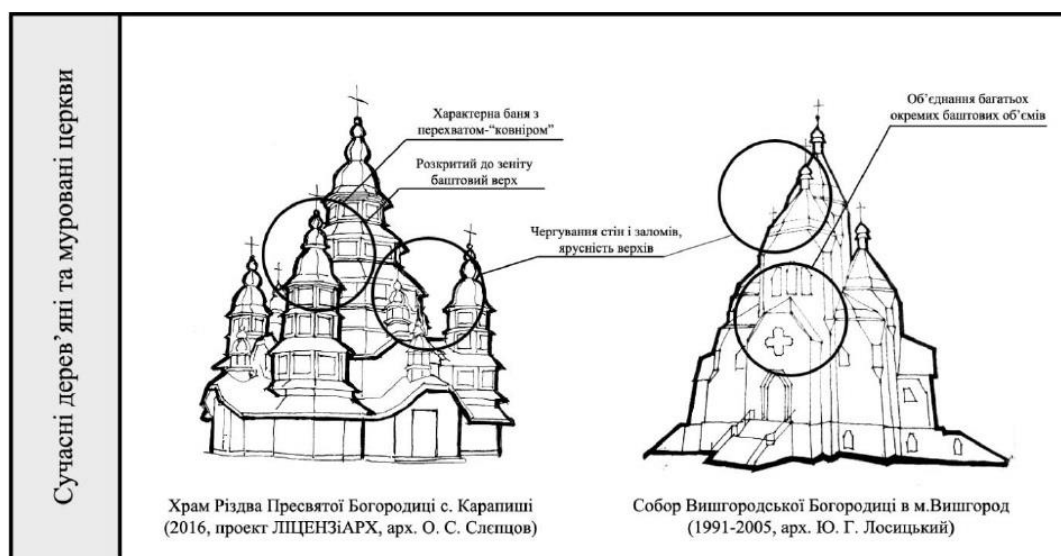 Сучасні дерев’яні та муровані церкви
Характерна баня з
перехватом-“ковніром”
Розкритий до зеніту
баштовий верх
Чергування стін і заломів,
ярусність верхів
Об’єднання багатьох
окремих баштових об’ємів
Храм Різдва Пресвятої Богородиці с. Карапиші
(2016, проект ЛІЦЕНЗіАРХ, арх. О. С. Слєпцов)
Собор Вишгородської Богородиці в м.Вишгород
(1991-2005, арх. Ю. Г. Лосицький)